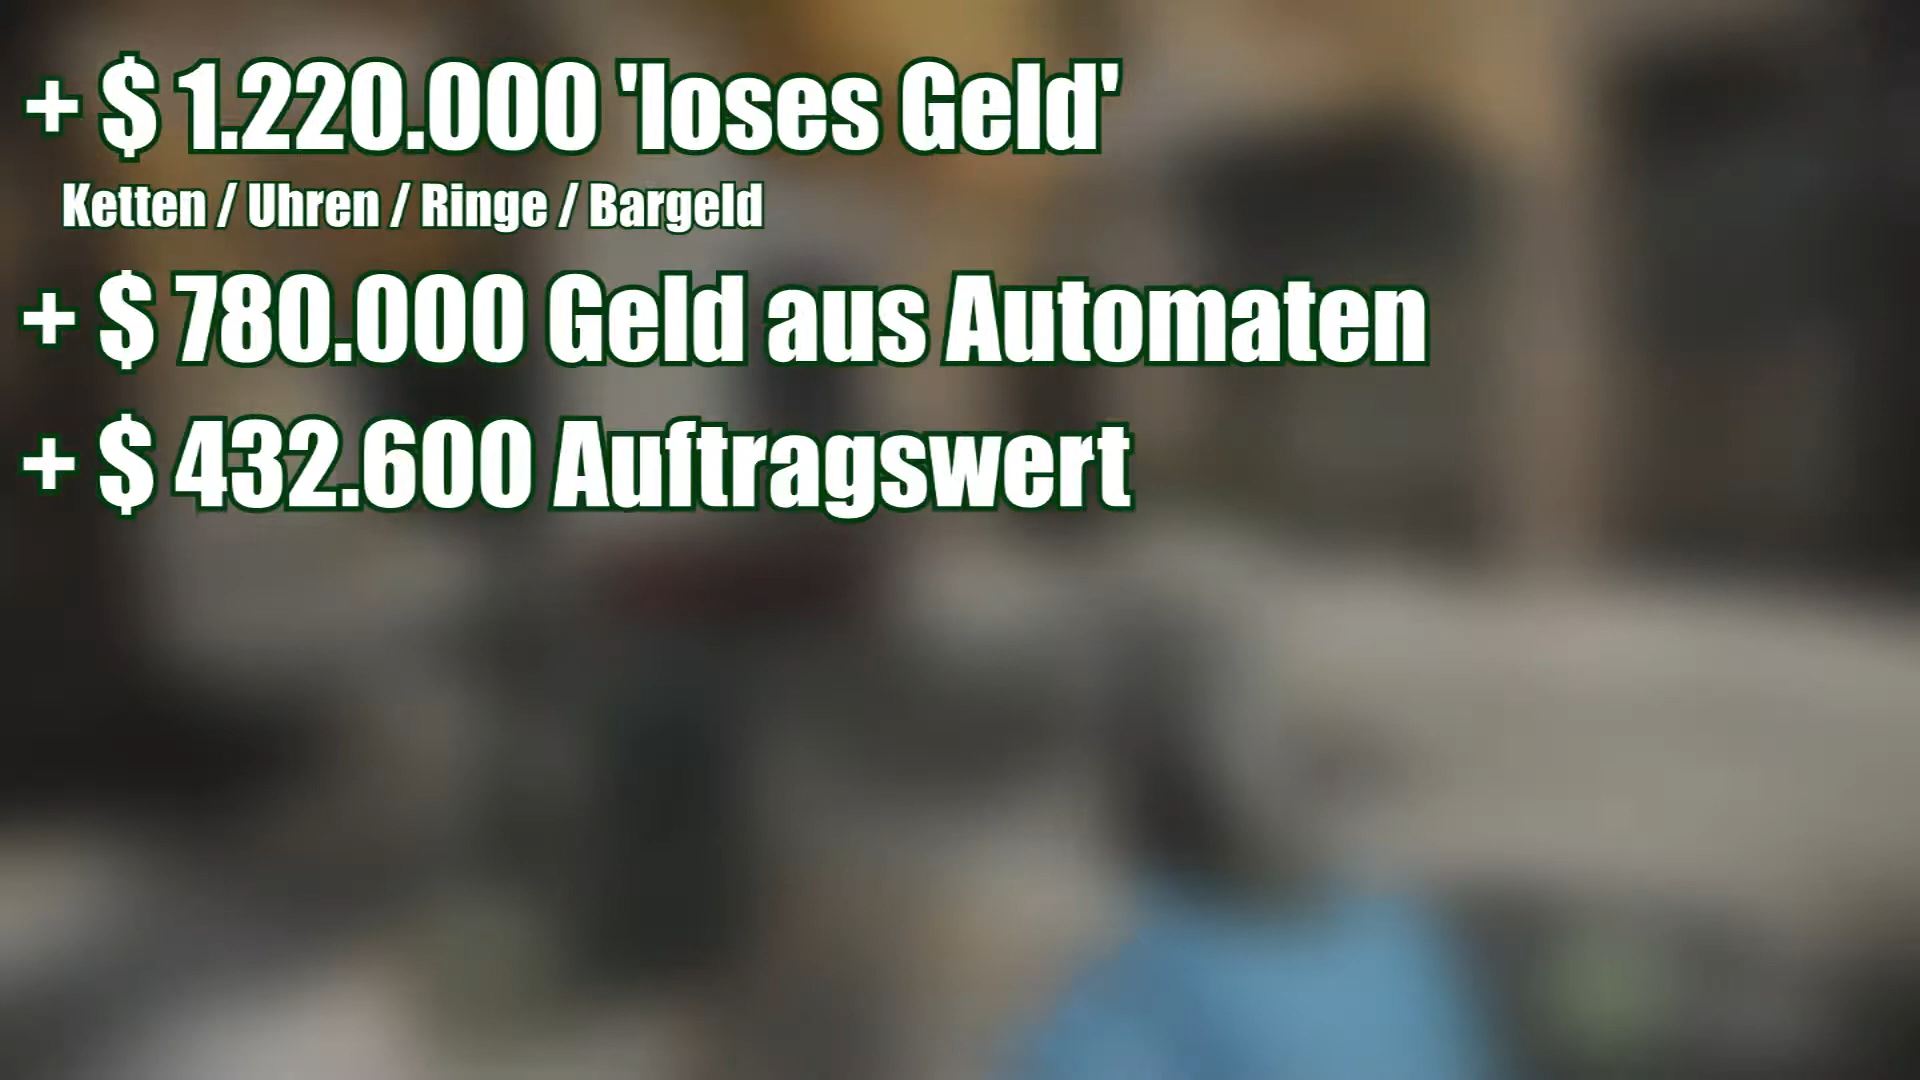 + $ 1.220.000 'loses Geld'
Ketten / Uhren / Ringe / Bargeld
+ $ 780.000 Geld aus Automaten
+ $ 432.600 Auftragswert